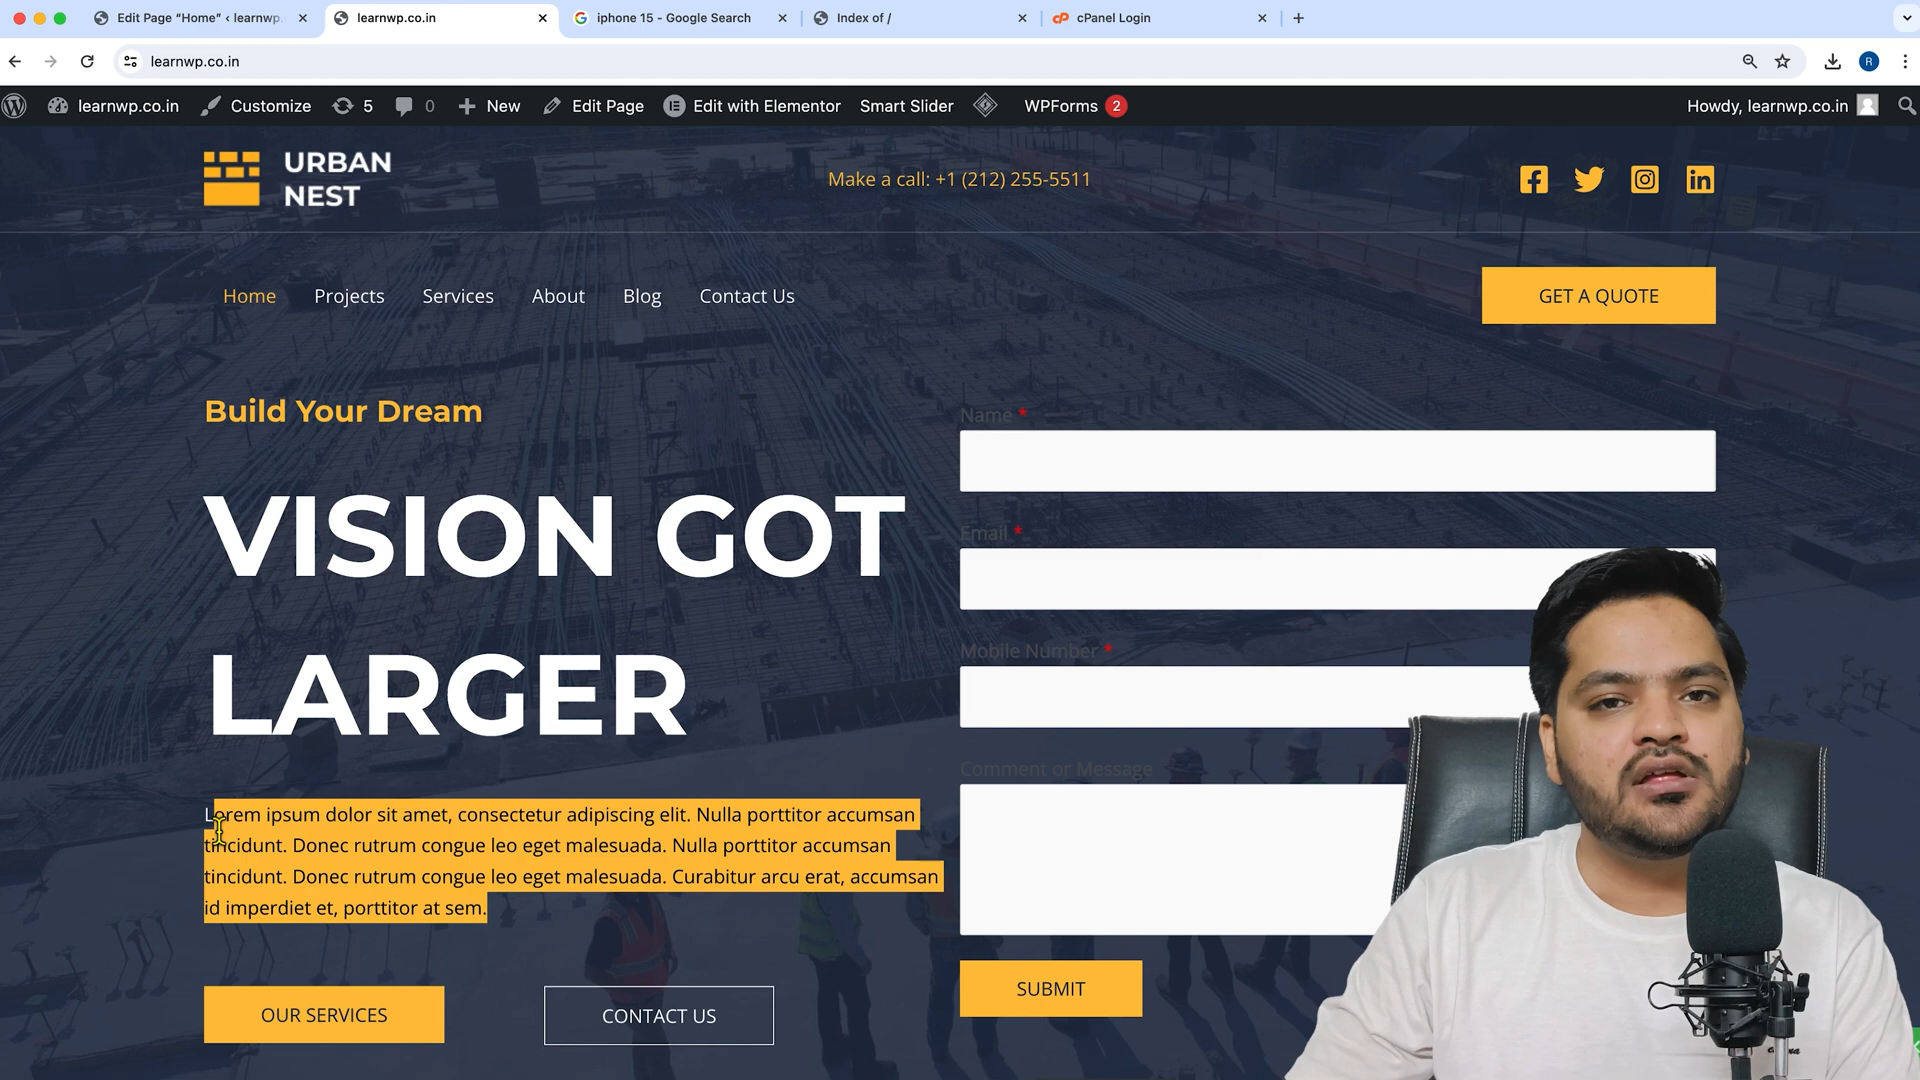 Edit Page “Home” ‹ learnwp.
learnwp.co.in
iphone 15 - Google Search
Index of /
cPanel Login
learnwp.co.in
R
learnwp.co.in
Customize
5
0
New
Edit Page
Edit with Elementor
Smart Slider
WPForms 2
Howdy, learnwp.co.in
URBAN
NEST
Make a call: +1 (212) 255-5511
Home
Projects
Services
About
Blog
Contact Us
GET A QUOTE
Build Your Dream
VISION GOT
LARGER
Lorem ipsum dolor sit amet, consectetur adipiscing elit. Nulla porttitor accumsan
tincidunt. Donec rutrum congue leo eget malesuada. Nulla porttitor accumsan
tincidunt. Donec rutrum congue leo eget malesuada. Curabitur arcu erat, accumsan
id imperdiet et, porttitor at sem.
OUR SERVICES
CONTACT US
Name *
Email *
Mobile Number *
Comment or Message
SUBMIT